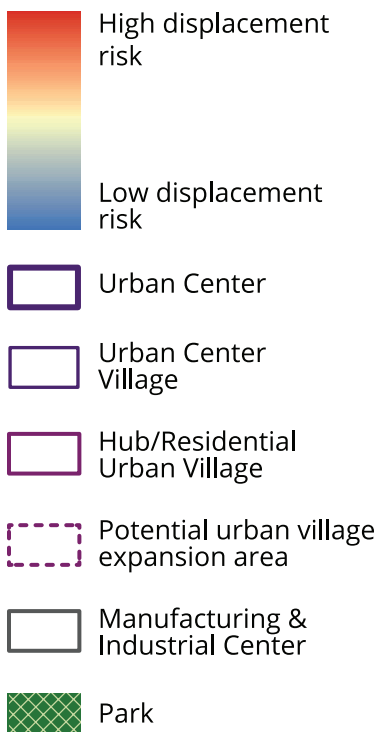 High displacement
risk
Low displacement
risk
Urban Center
Urban Center
Village
Hub/Residential
Urban Village
Potential urban village
expansion area
Manufacturing &
Industrial Center
Park